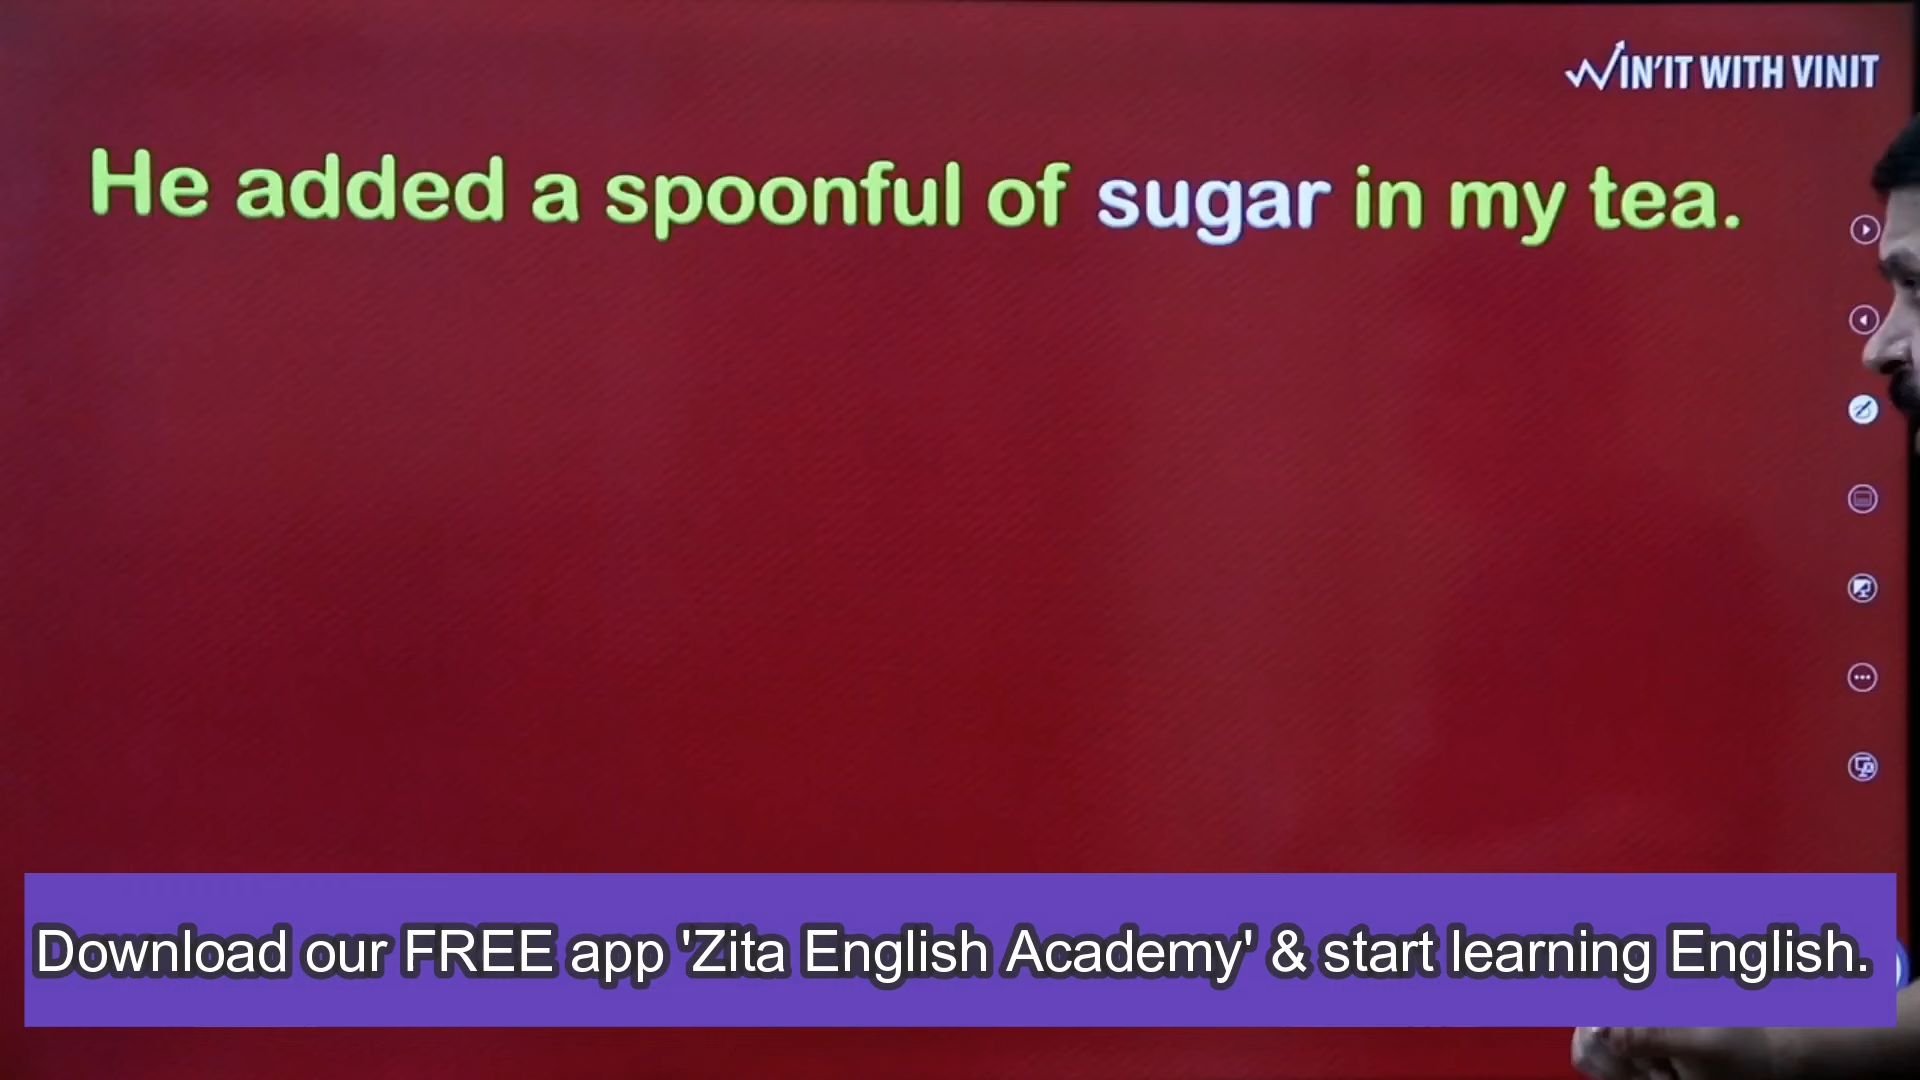 WIN'IT WITH VINIT
He added a spoonful of sugar in my tea.
Download our FREE app 'Zita English Academy' & start learning English.